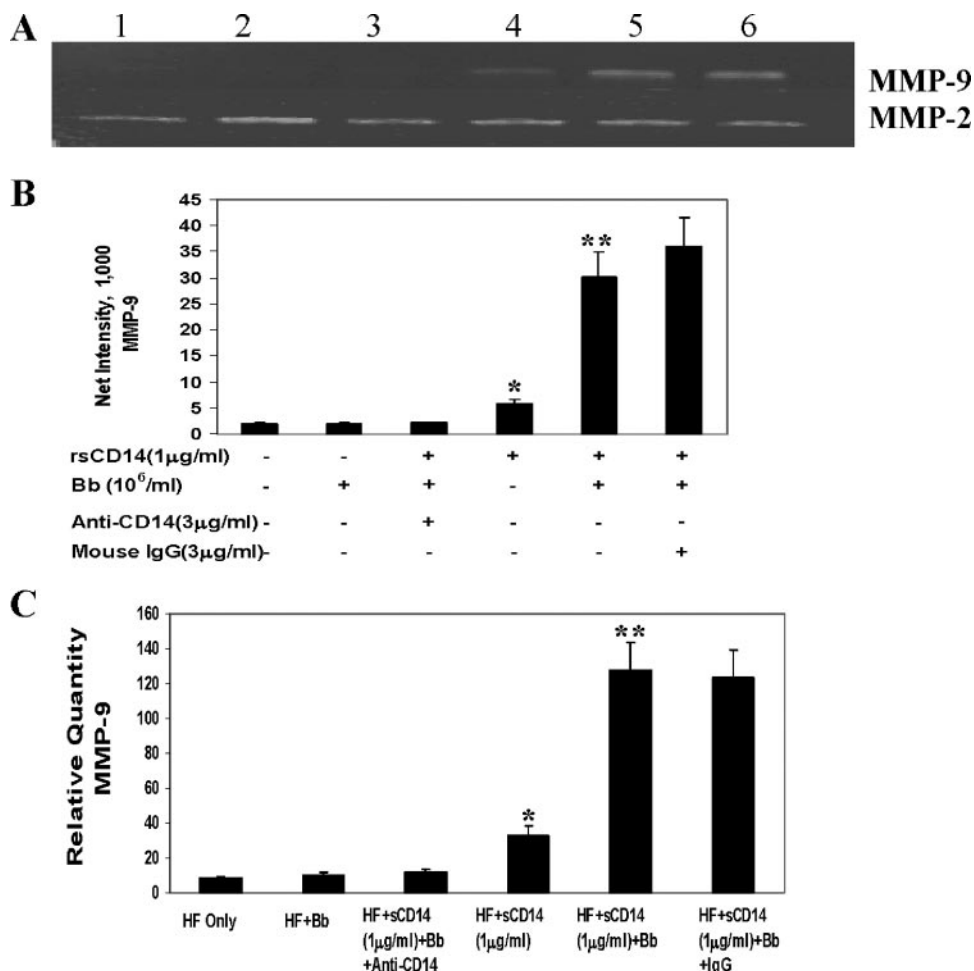 A 1 2 3 4 5 6
MMP-9
MMP-2
B
45
40
35
30
25
20
15
10
5
0
Net Intensity, 1,000
MMP-9
*
**
rsCD14(1µg/ml) - - + + + +
Bb (10⁶/ml) - + + - + +
Anti-CD14(3µg/ml) - - + - - -
Mouse IgG(3µg/ml) - - - - - +
C
160
140
120
100
80
60
40
20
0
Relative Quantity
MMP-9
*
**
HF Only
HF+Bb
HF+sCD14
(1µg/ml)+Bb
+Anti-CD14
HF+sCD14
(1µg/ml)
HF+sCD14
(1µg/ml)+Bb
HF+sCD14
(1µg/ml)+Bb
+IgG